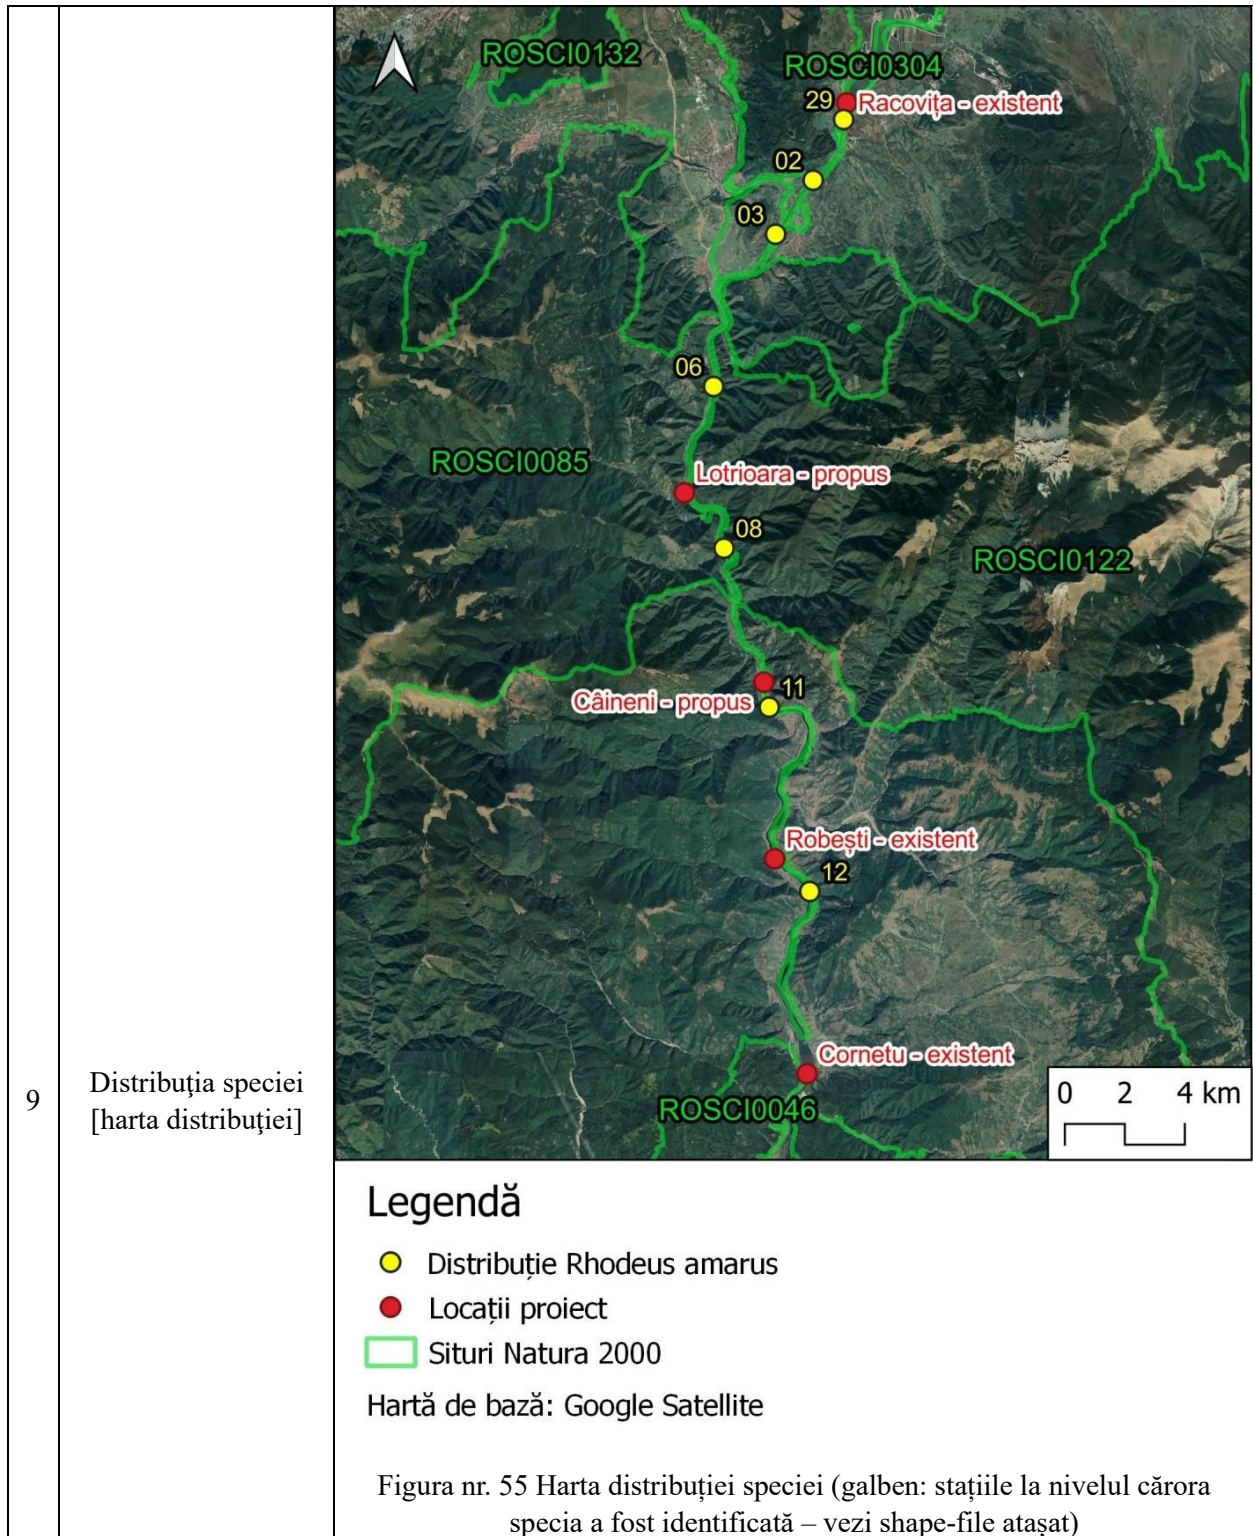 ROSCI0132
ROSCI0304
29
Racovița - existent
02
03
06
ROSCI0085
Lotrioara - propus
08
ROSCI0122
11
Câineni - propus
Robești - existent
12
Cornetu - existent
ROSCI0046
0 2 4 km
9
Distribuţia speciei
[harta distribuţiei]
Legendă
Distribuție Rhodeus amarus
Locații proiect
Situri Natura 2000
Hartă de bază: Google Satellite
Figura nr. 55 Harta distribuției speciei (galben: stațiile la nivelul cărora
specia a fost identificată – vezi shape-file atașat)